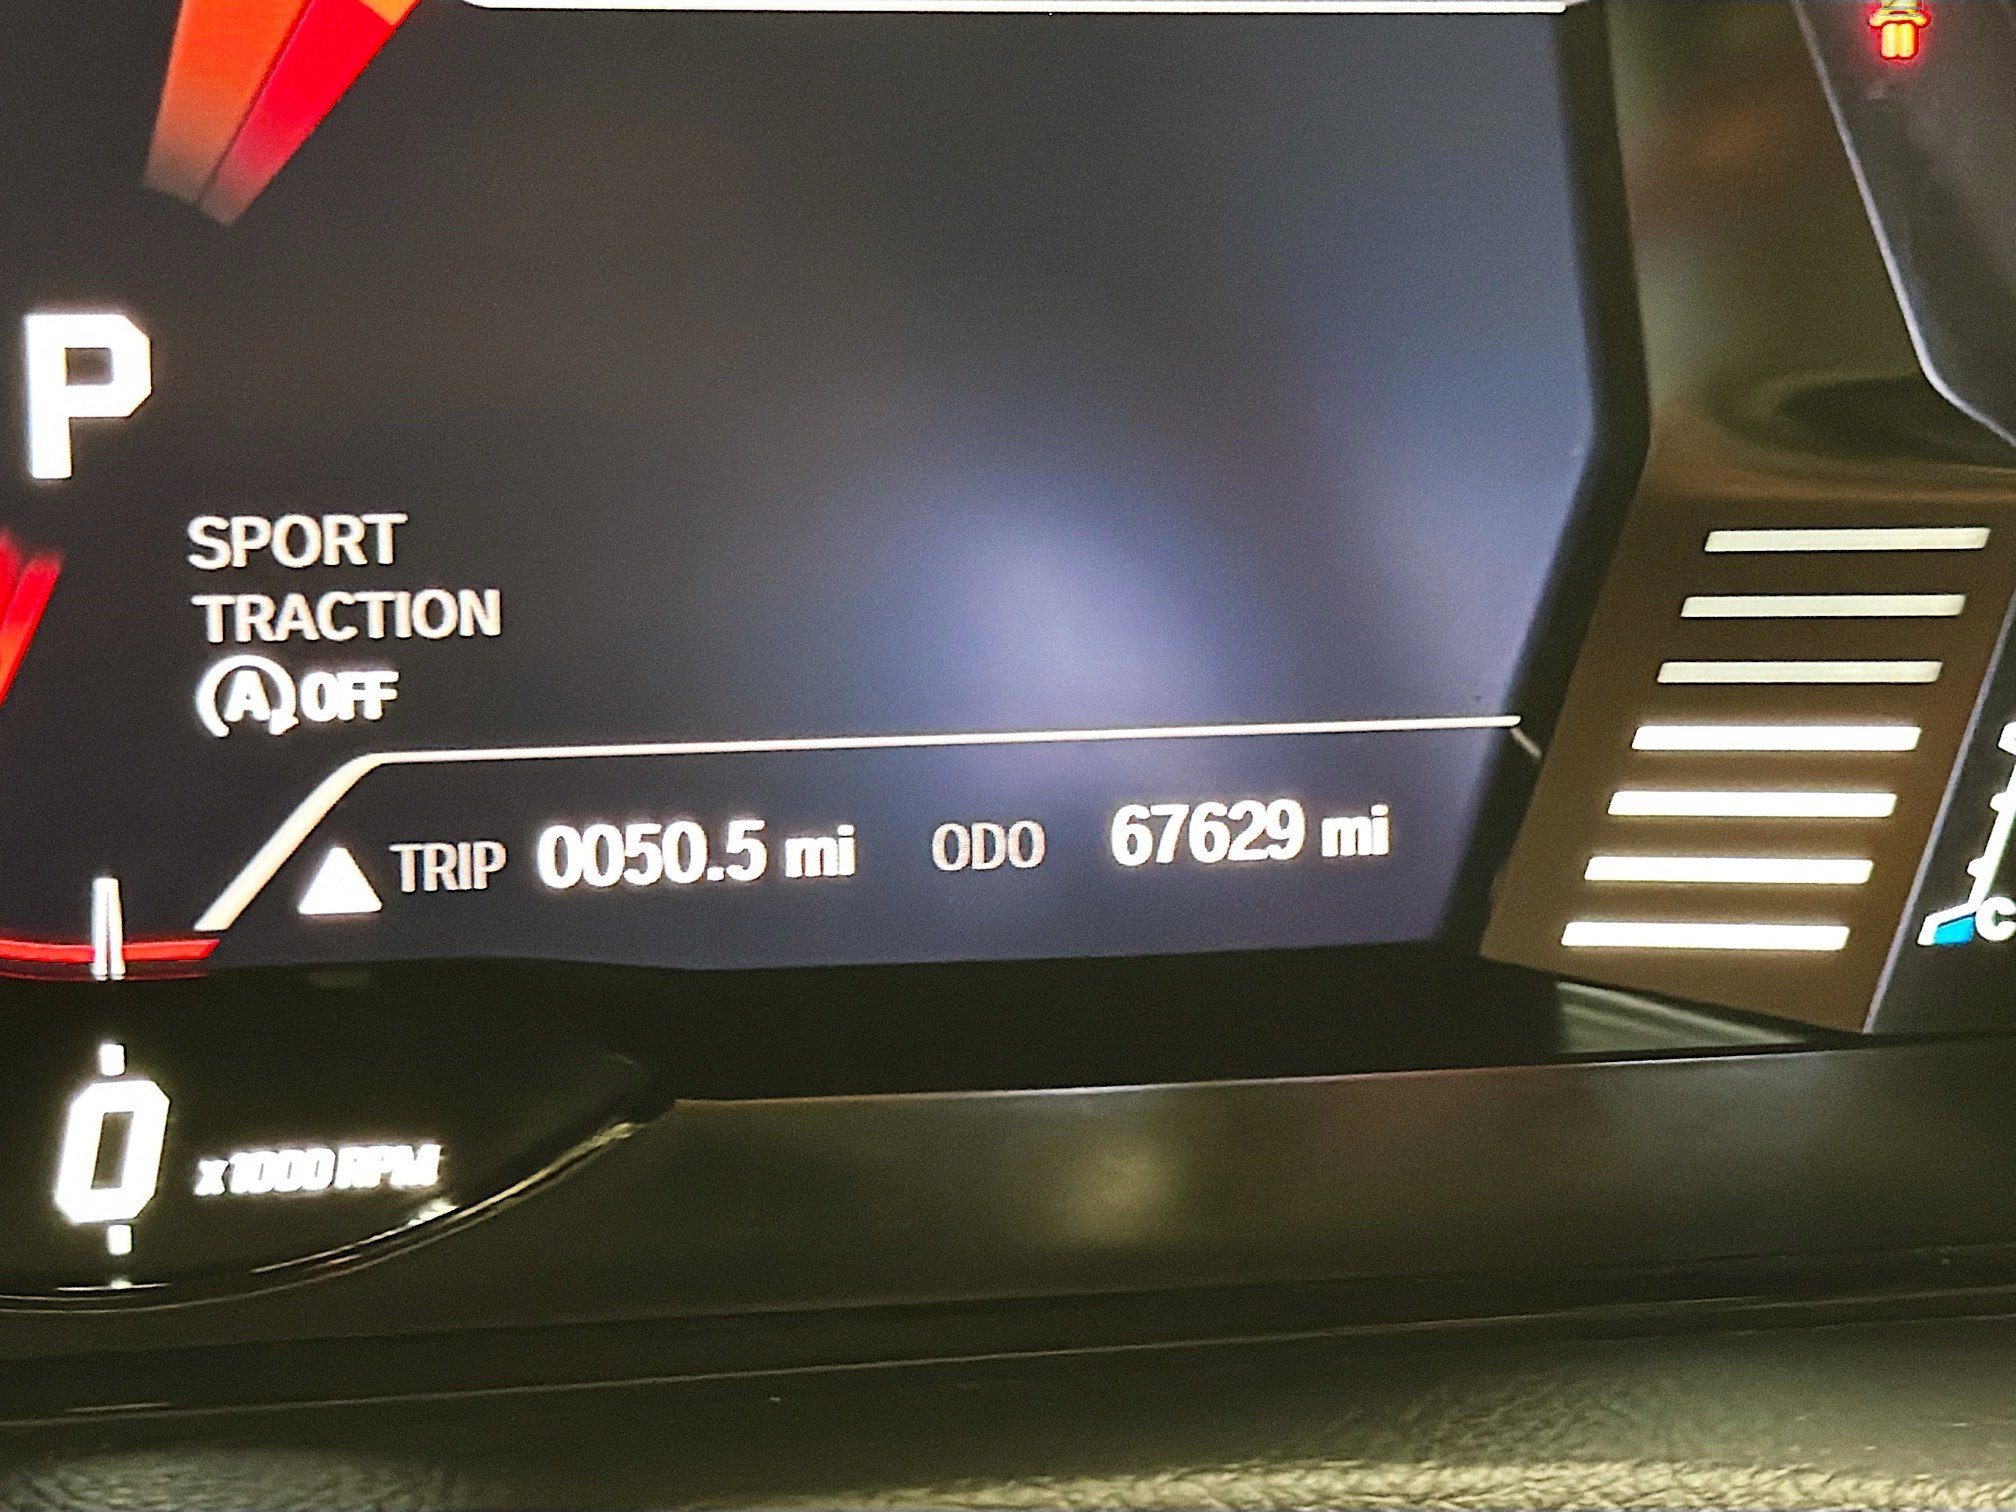 P
SPORT
TRACTION
A OFF
TRIP 0050.5 mi ODO 67629 mi
C
0
x1000 RPM